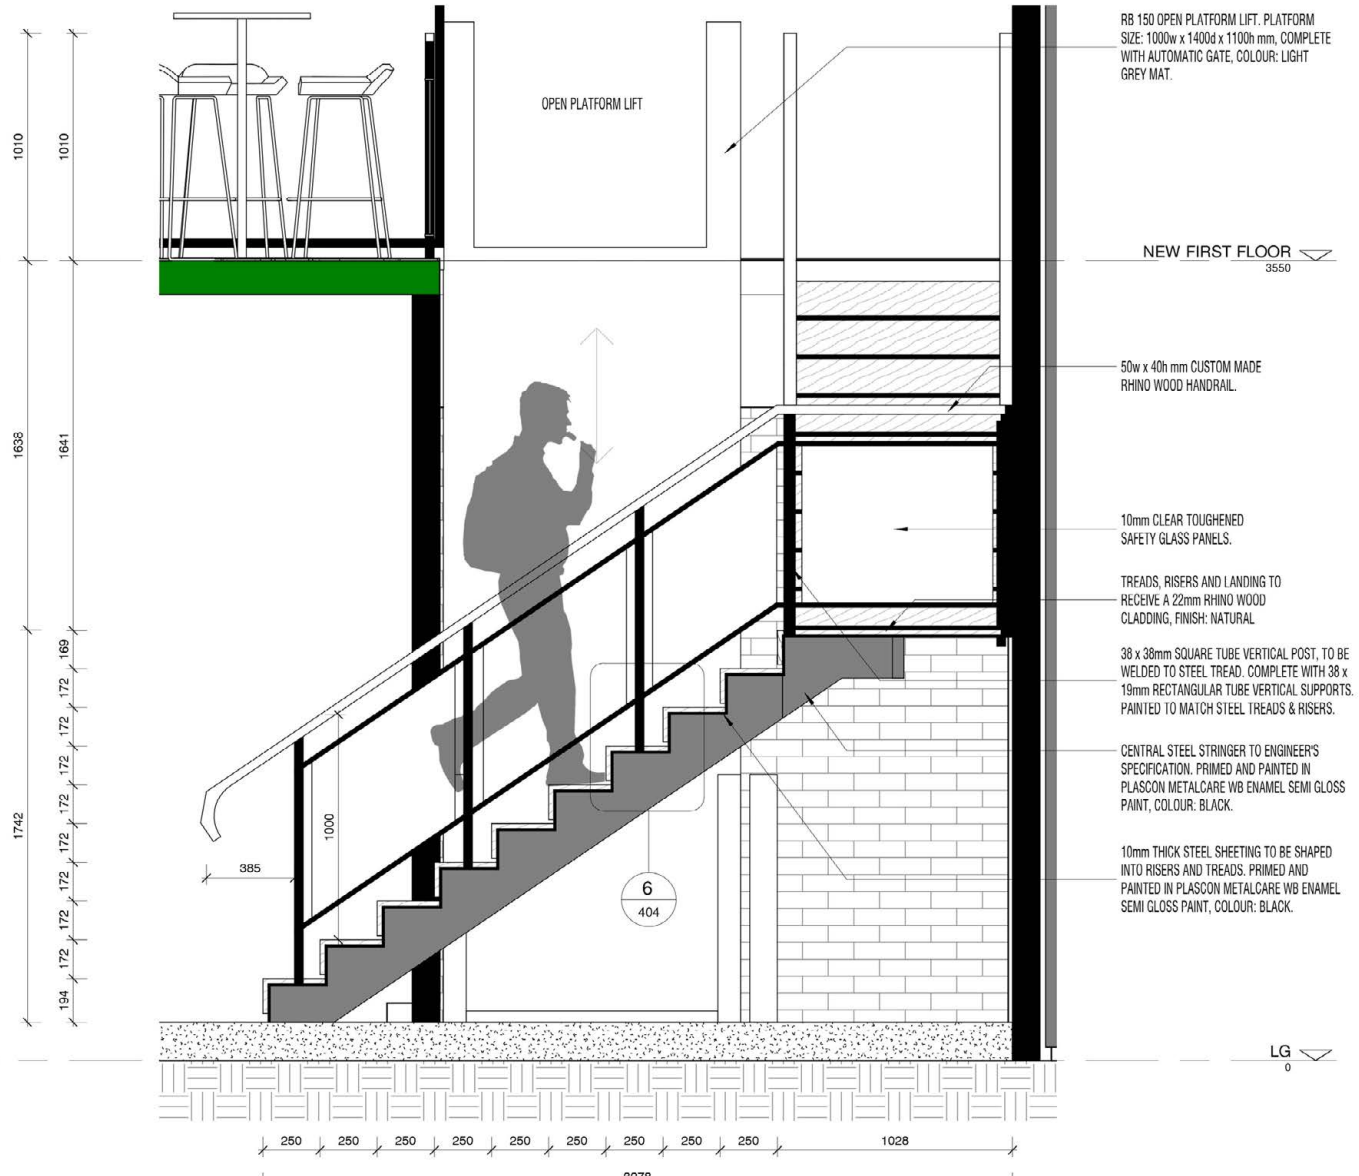 RB 150 OPEN PLATFORM LIFT. PLATFORM
SIZE: 1000w x 1400d x 1100h mm, COMPLETE
WITH AUTOMATIC GATE, COLOUR: LIGHT
GREY MAT.
OPEN PLATFORM LIFT
1010
1010
NEW FIRST FLOOR
3550
50w x 40h mm CUSTOM MADE
RHINO WOOD HANDRAIL.
1638
1641
10mm CLEAR TOUGHENED
SAFETY GLASS PANELS.
TREADS, RISERS AND LANDING TO
RECEIVE A 22mm RHINO WOOD
CLADDING, FINISH: NATURAL
38 x 38mm SQUARE TUBE VERTICAL POST, TO BE
WELDED TO STEEL TREAD. COMPLETE WITH 38 x
19mm RECTANGULAR TUBE VERTICAL SUPPORTS.
PAINTED TO MATCH STEEL TREADS & RISERS.
CENTRAL STEEL STRINGER TO ENGINEER'S
SPECIFICATION. PRIMED AND PAINTED IN
PLASCON METALCARE WB ENAMEL SEMI GLOSS
PAINT, COLOUR: BLACK.
10mm THICK STEEL SHEETING TO BE SHAPED
INTO RISERS AND TREADS. PRIMED AND
PAINTED IN PLASCON METALCARE WB ENAMEL
SEMI GLOSS PAINT, COLOUR: BLACK.
1742
169
172
172
172
172
172
172
172
172
194
1000
385
6
404
LG
0
250
250
250
250
250
250
250
250
250
1028